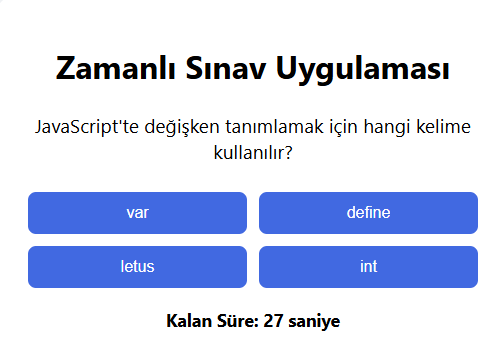 Zamanlı Sınav Uygulaması
JavaScript'te değişken tanımlamak için hangi kelime
kullanılır?
var
define
letus
int
Kalan Süre: 27 saniye